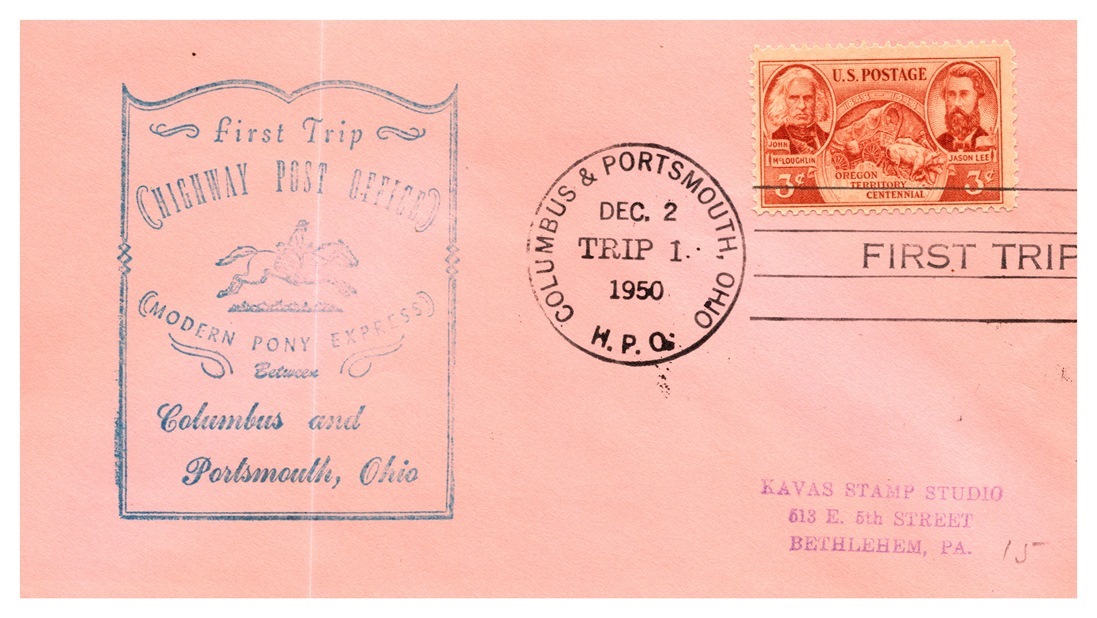 First Trip
HIGHWAY POST OFFICE
MODERN PONY EXPRESS
Between
Columbus and
Portsmouth, Ohio
COLUMBUS & PORTSMOUTH, OHIO
DEC. 2
TRIP 1
1950
H. P. O.
U.S. POSTAGE
JOHN
McLOUGHLIN
JASON LEE
3¢
OREGON
TERRITORY
CENTENNIAL
3¢
FIRST TRIP
KAVAS STAMP STUDIO
513 E. 5th STREET
BETHLEHEM, PA.
15